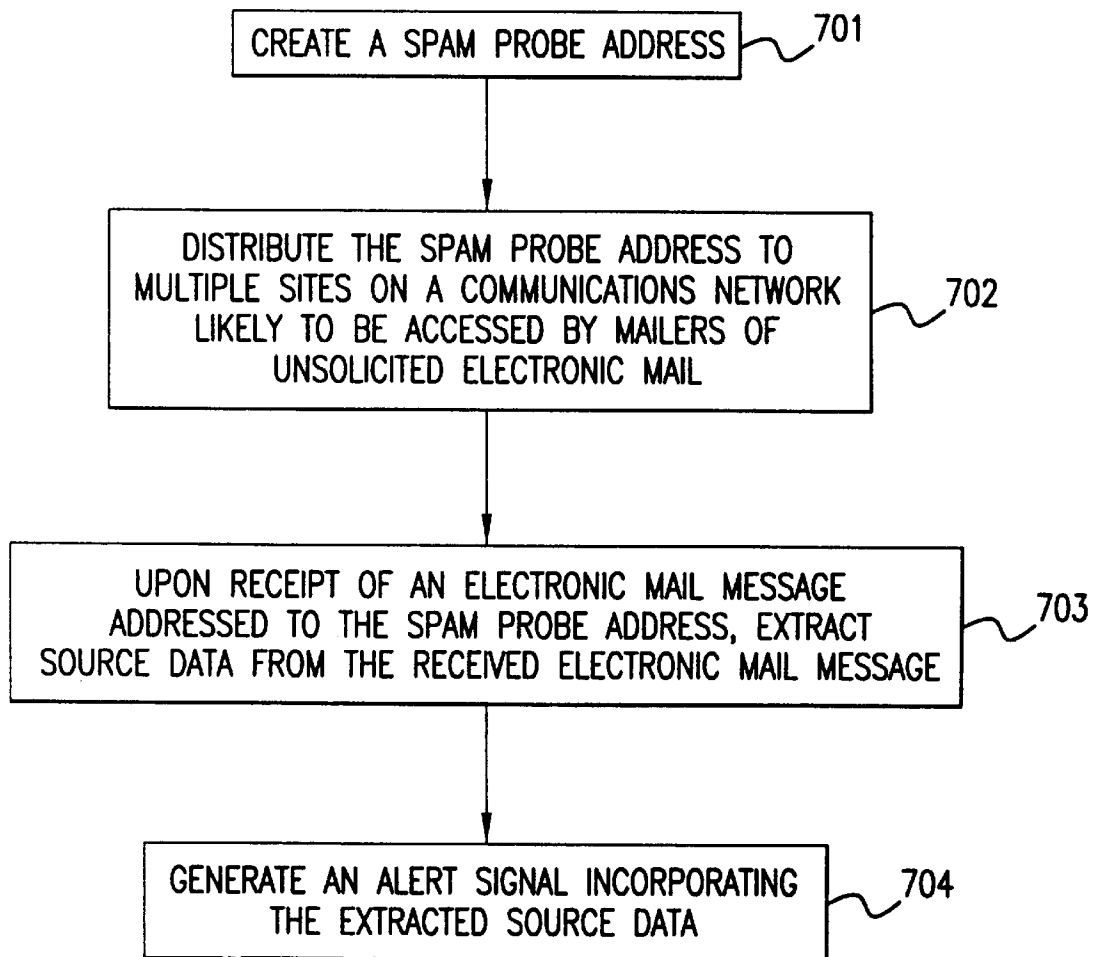 CREATE A SPAM PROBE ADDRESS
701
DISTRIBUTE THE SPAM PROBE ADDRESS TO
MULTIPLE SITES ON A COMMUNICATIONS NETWORK
LIKELY TO BE ACCESSED BY MAILERS OF
UNSOLICITED ELECTRONIC MAIL
702
UPON RECEIPT OF AN ELECTRONIC MAIL MESSAGE
ADDRESSED TO THE SPAM PROBE ADDRESS, EXTRACT
SOURCE DATA FROM THE RECEIVED ELECTRONIC MAIL MESSAGE
703
GENERATE AN ALERT SIGNAL INCORPORATING
THE EXTRACTED SOURCE DATA
704